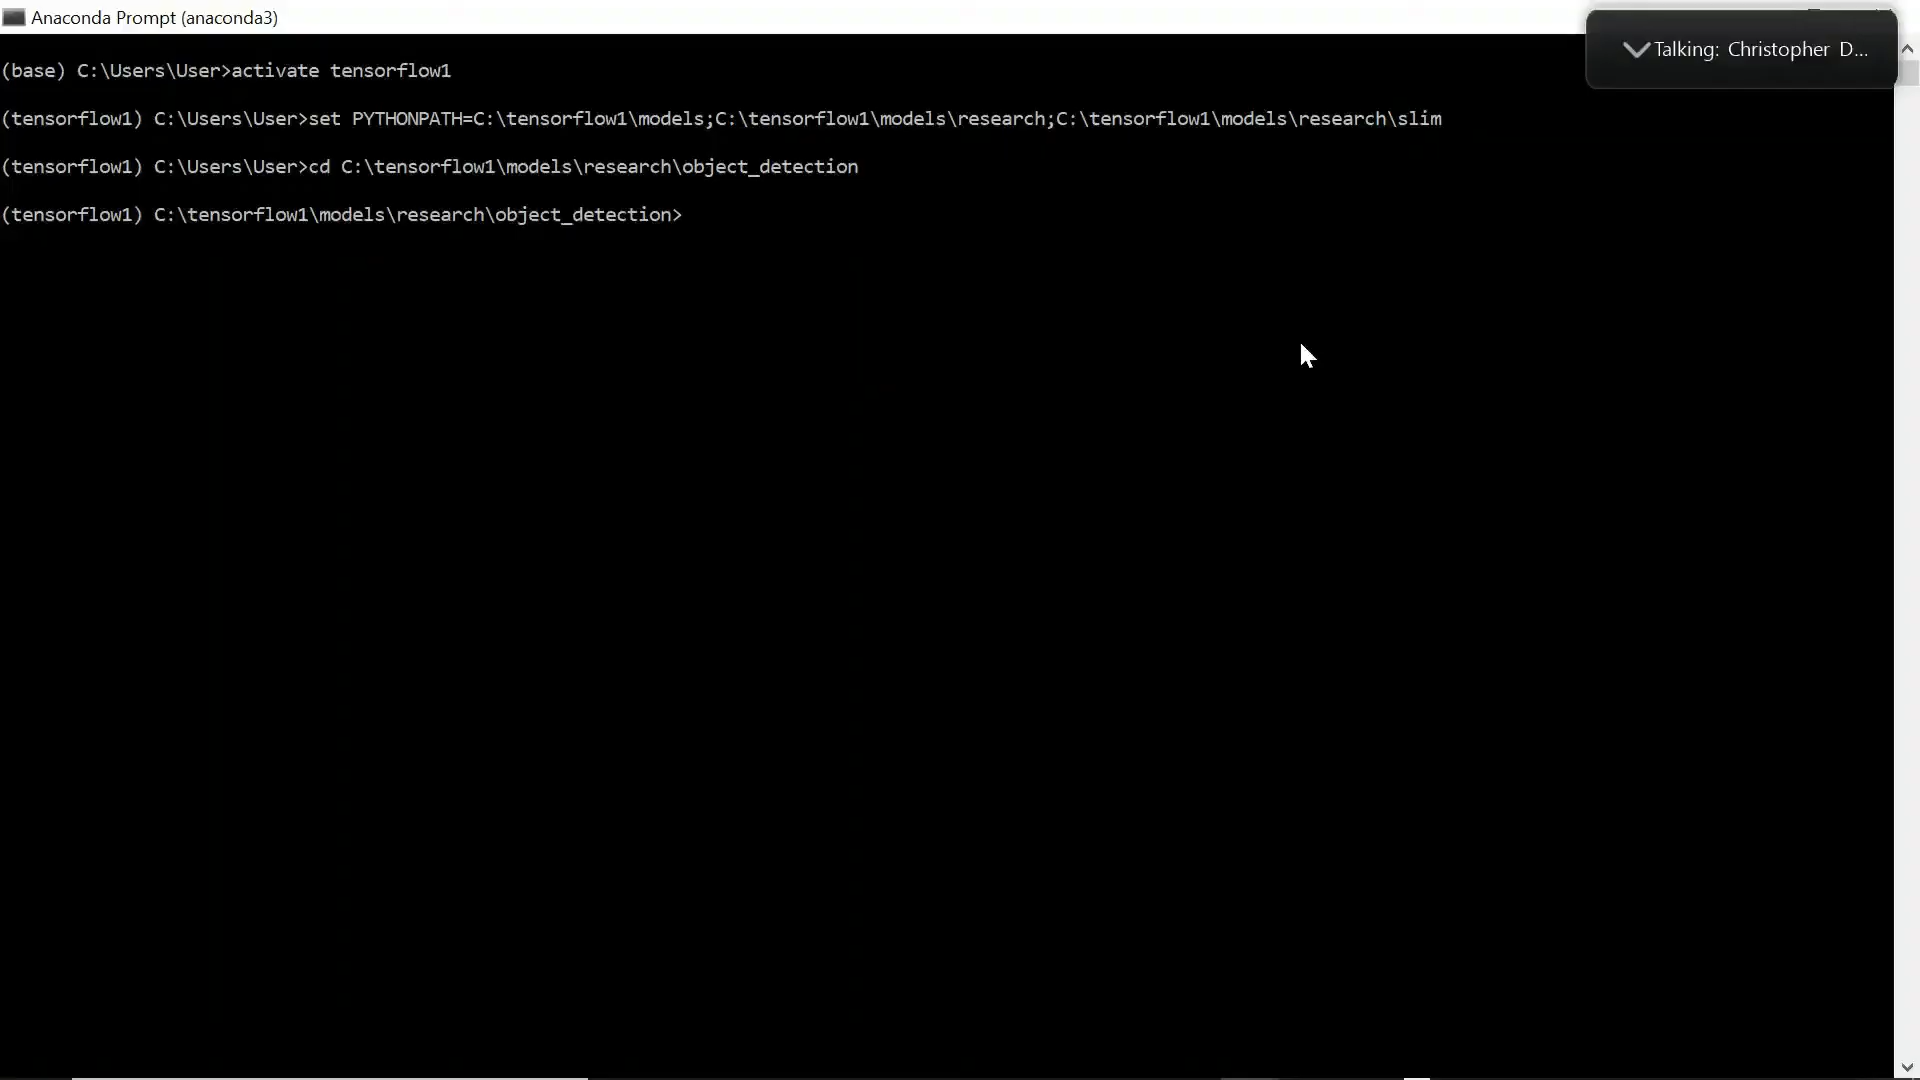 Anaconda Prompt (anaconda3)
Talking: Christopher D...
(base) C:\Users\User>activate tensorflow1
(tensorflow1) C:\Users\User>set PYTHONPATH=C:\tensorflow1\models;C:\tensorflow1\models\research;C:\tensorflow1\models\research\slim
(tensorflow1) C:\Users\User>cd C:\tensorflow1\models\research\object_detection
(tensorflow1) C:\tensorflow1\models\research\object_detection>